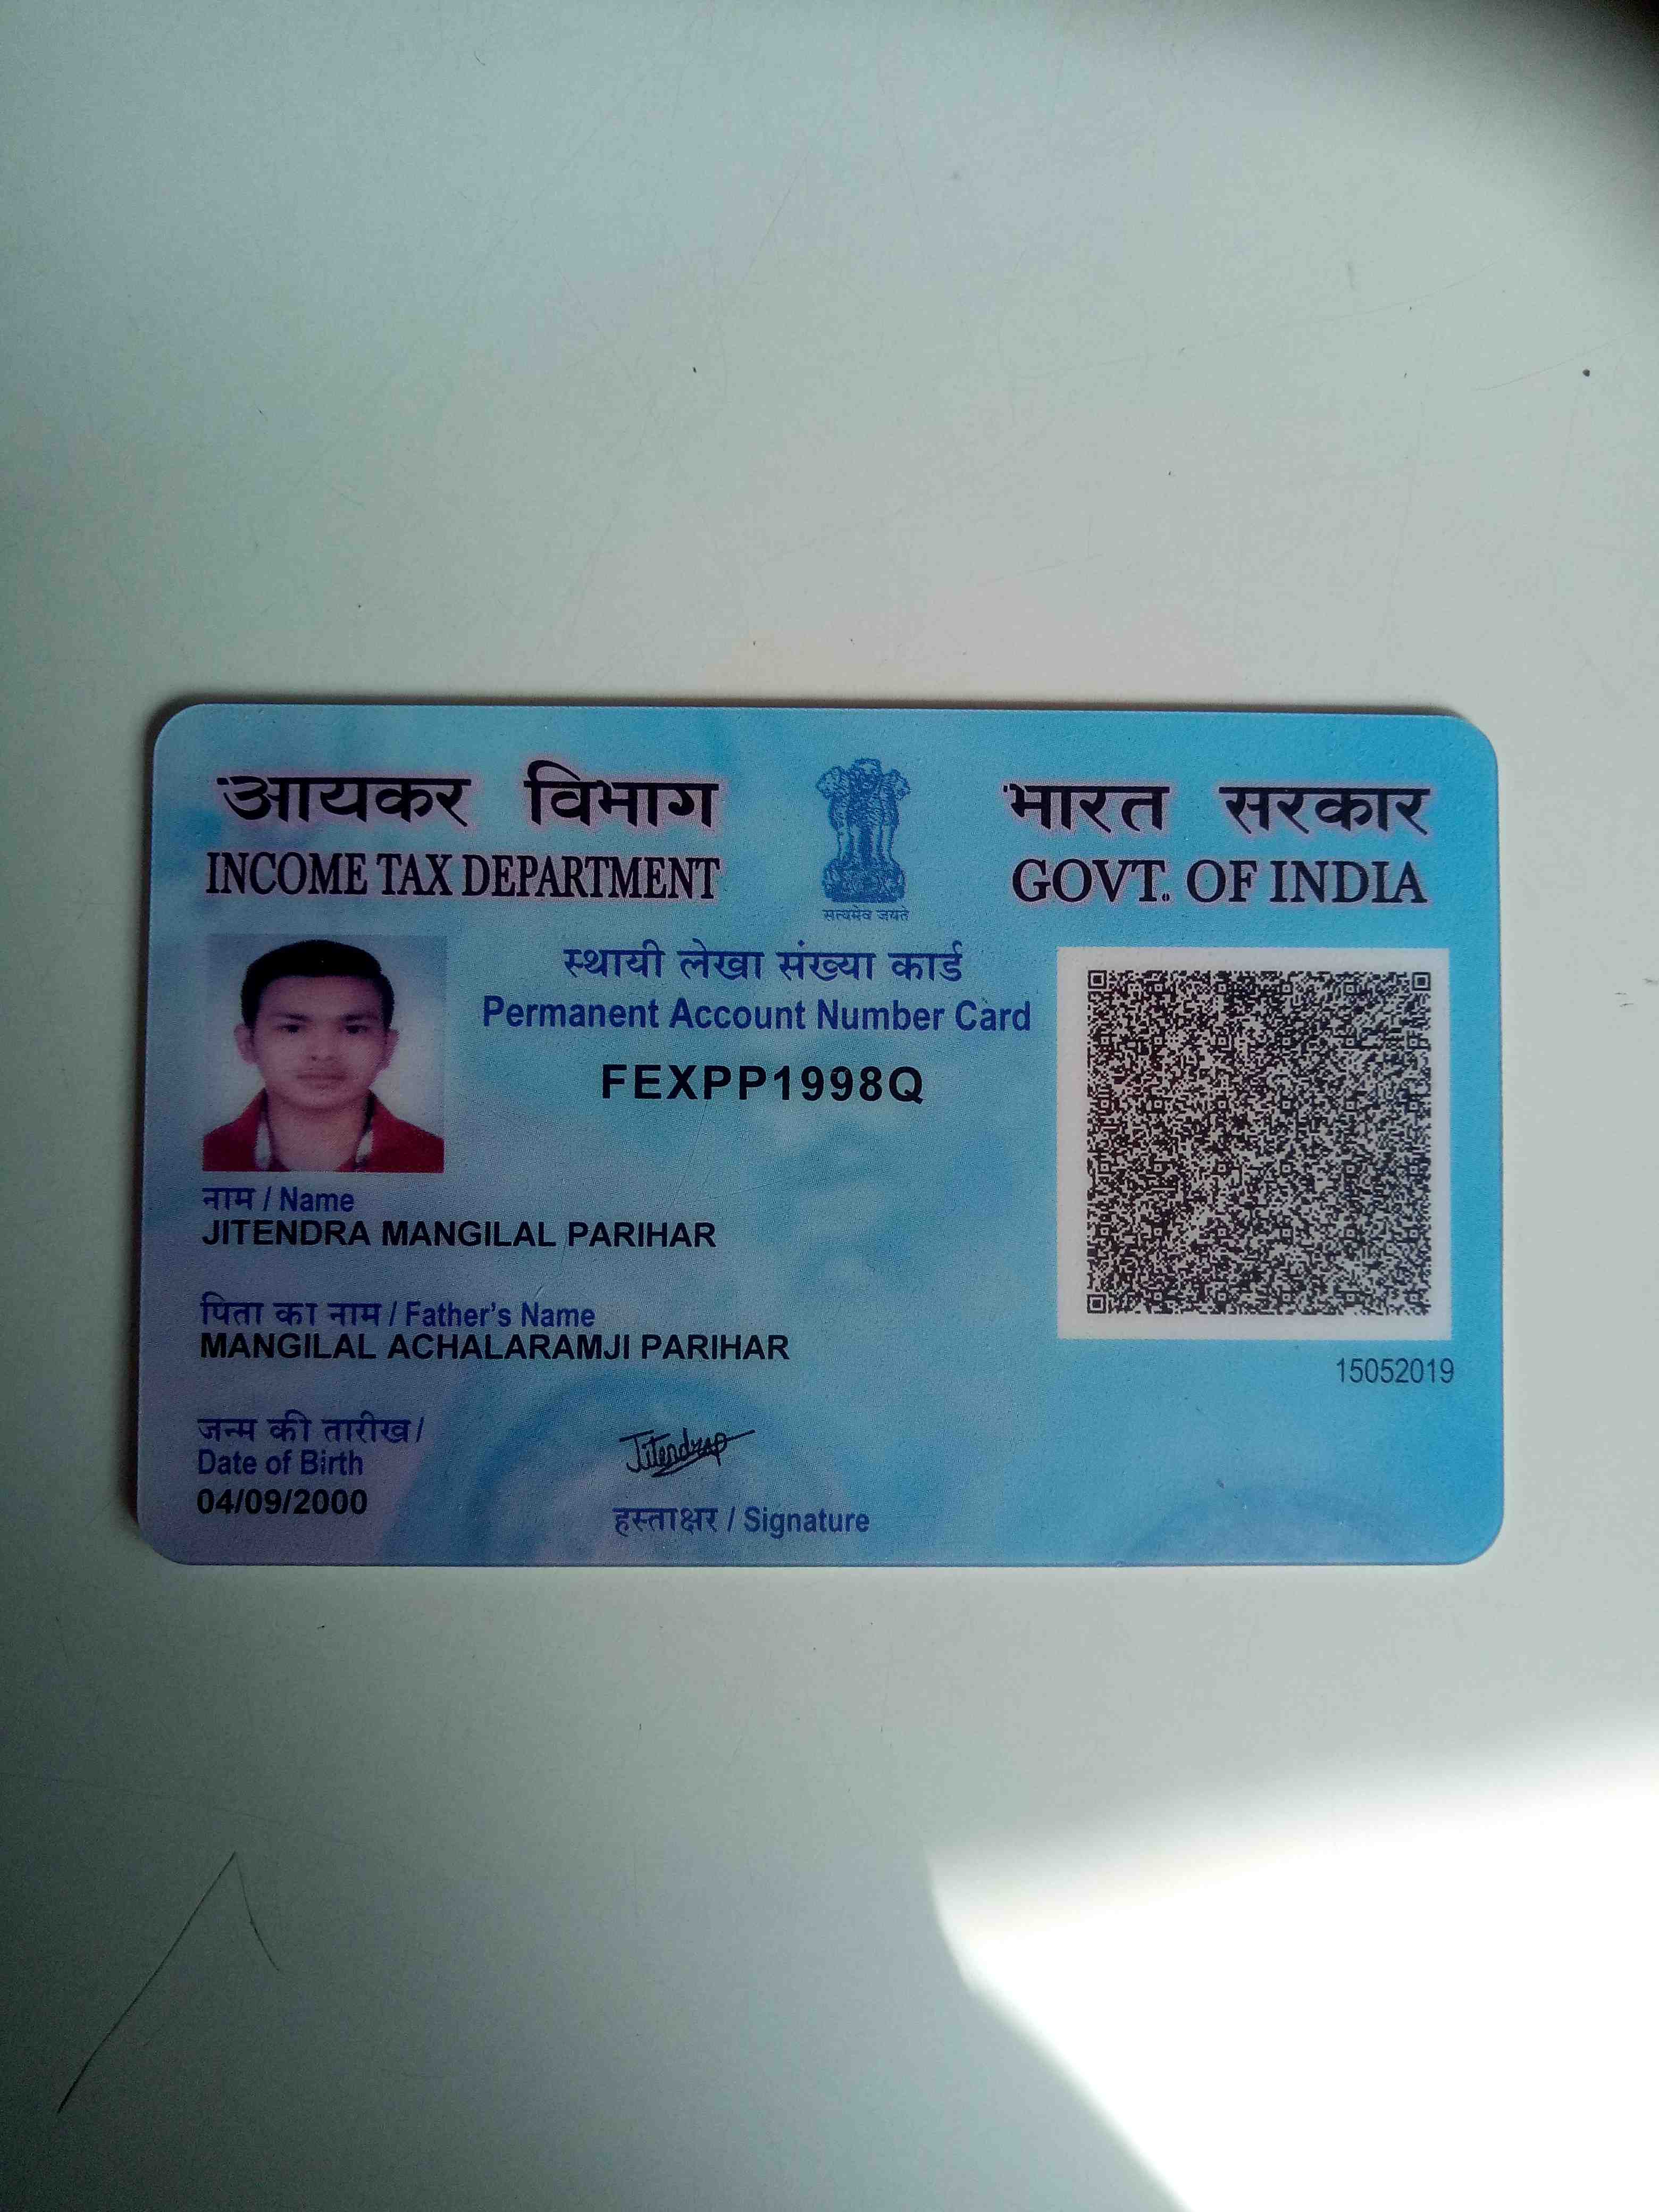 आयकर विभाग
INCOME TAX DEPARTMENT
सत्यमेव जयते
भारत सरकार
GOVT. OF INDIA
स्थायी लेखा संख्या कार्ड
Permanent Account Number Card
FEXPP1998Q
नाम / Name
JITENDRA MANGILAL PARIHAR
पिता का नाम / Father's Name
MANGILAL ACHALARAMJI PARIHAR
15052019
जन्म की तारीख/
Date of Birth
04/09/2000
Jitendrap
हस्ताक्षर / Signature